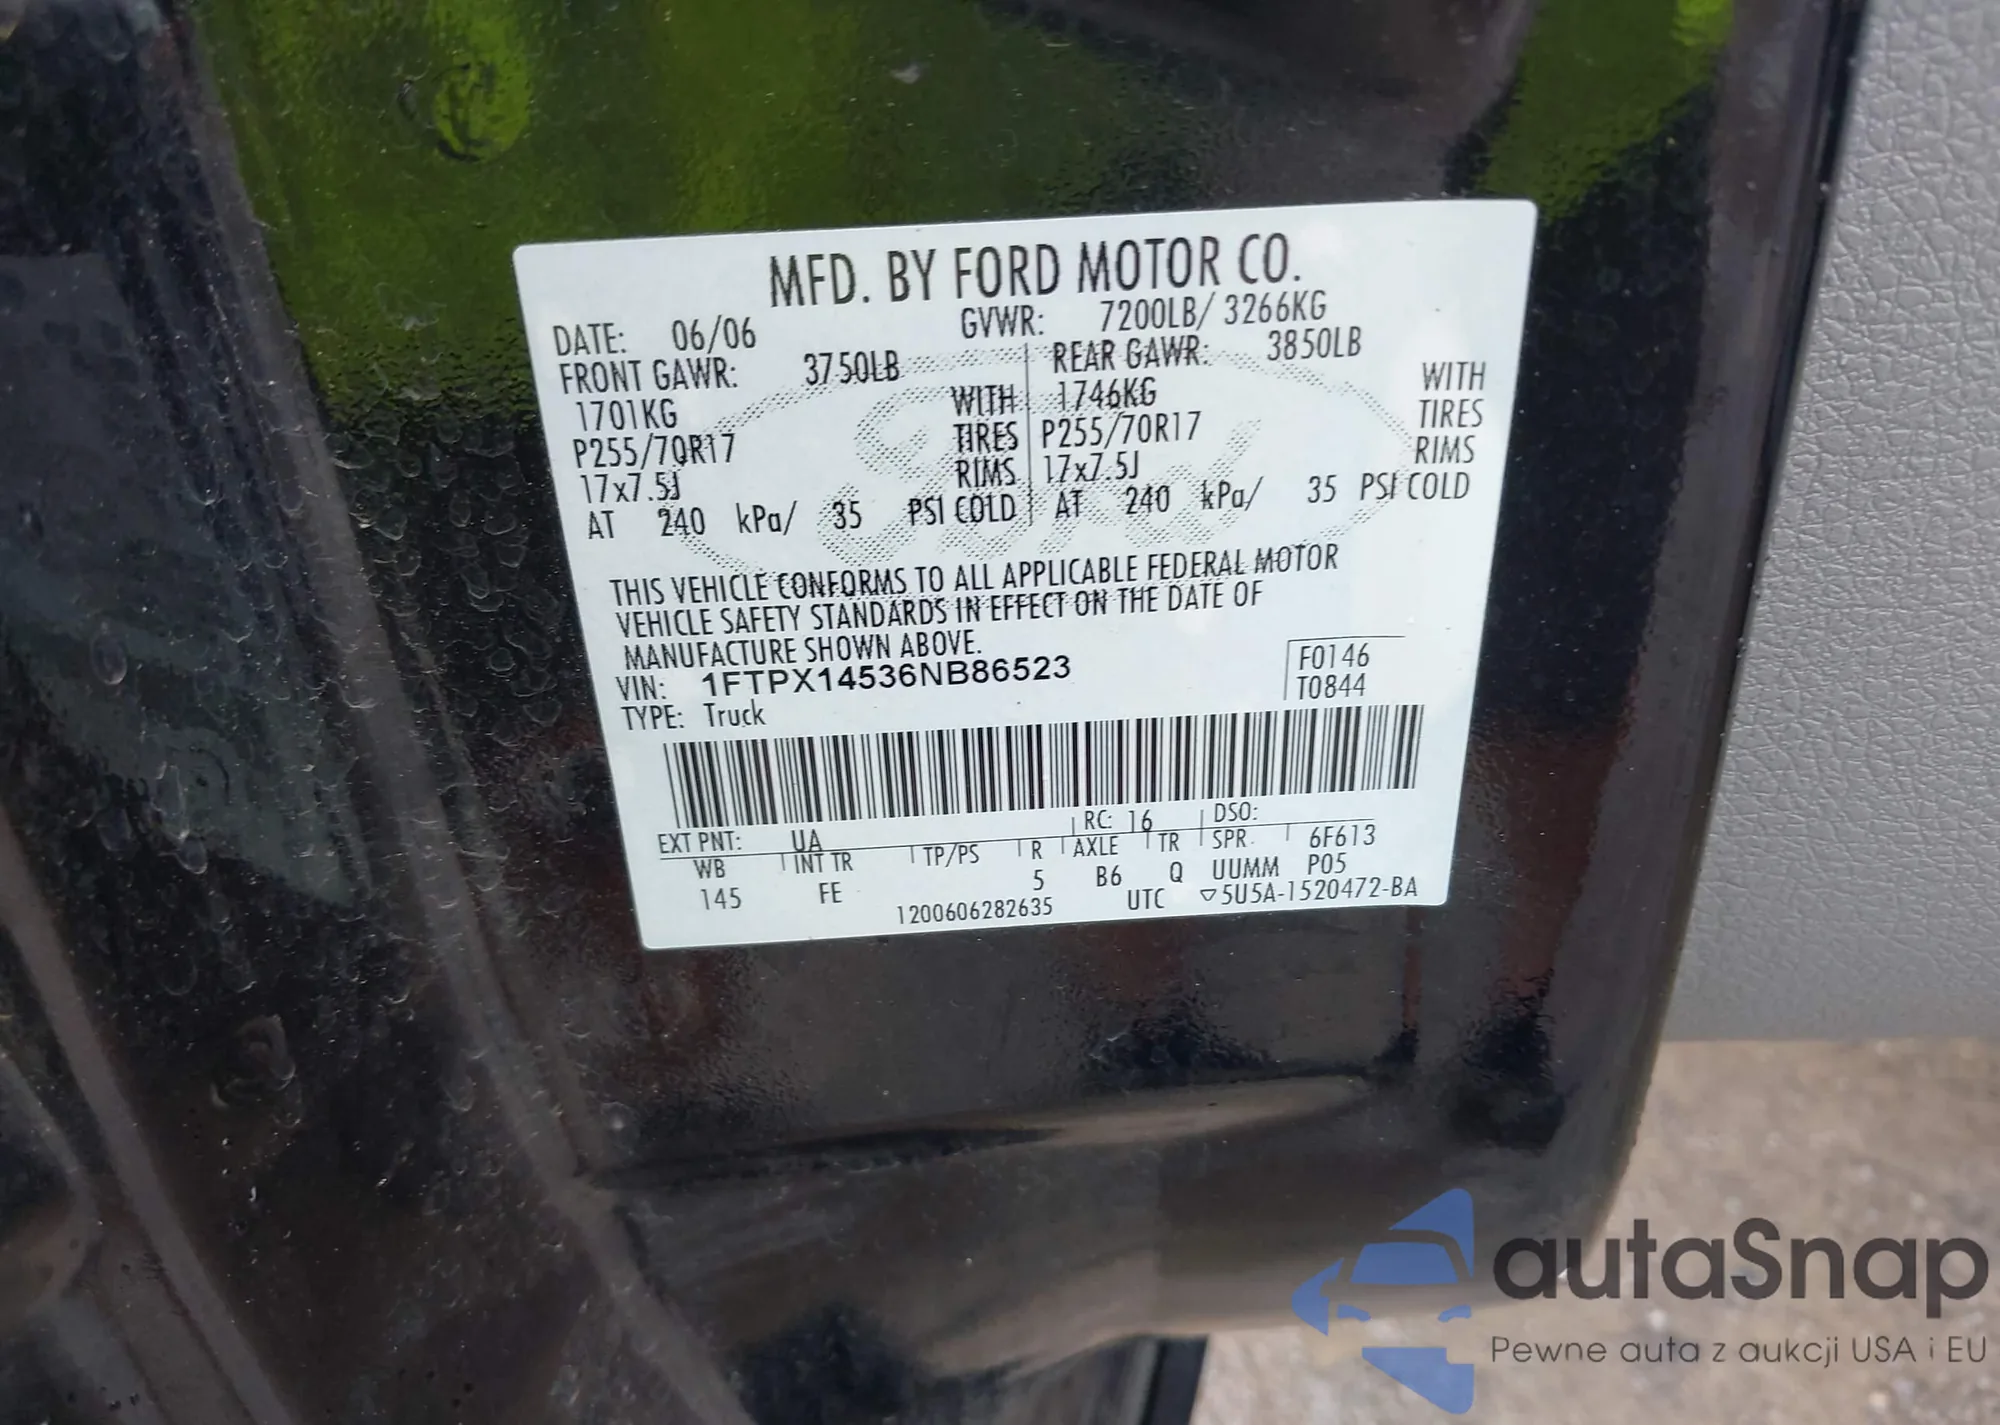 MFD. BY FORD MOTOR CO.
DATE: 06/06 GVWR: 7200LB/ 3266KG
FRONT GAWR: 3750LB REAR GAWR: 3850LB
1701KG WITH 1746KG WITH
P255/70R17 TIRES P255/70R17 TIRES
17x7.5J RIMS 17x7.5J RIMS
AT 240 kPa/ 35 PSI COLD AT 240 kPa/ 35 PSI COLD
THIS VEHICLE CONFORMS TO ALL APPLICABLE FEDERAL MOTOR
VEHICLE SAFETY STANDARDS IN EFFECT ON THE DATE OF
MANUFACTURE SHOWN ABOVE.
VIN: 1FTPX14536NB86523
TYPE: Truck
F0146
T0844
EXT PNT: UA RC: 16 DSO:
WB INT TR TP/PS R AXLE TR SPR 6F613
145 FE 5 B6 Q UUMM P05
1200606282635 UTC ▽5U5A-1520472-BA
autaSnap
Pewne auta z aukcji USA i EU